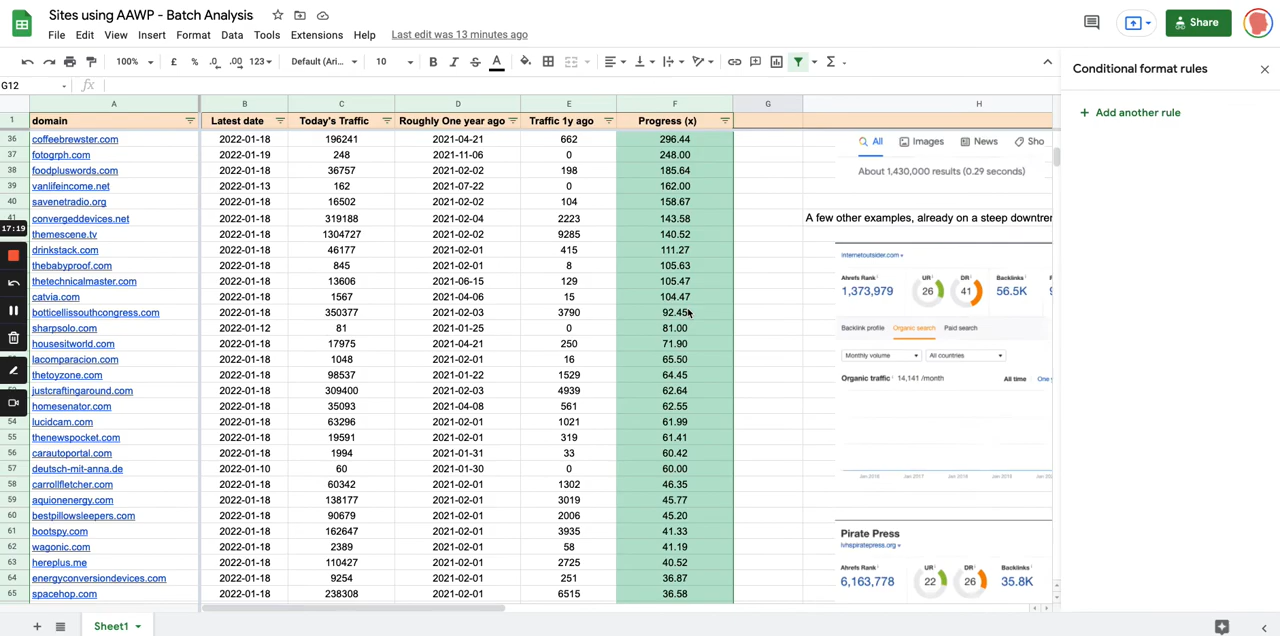 Sites using AAWP - Batch Analysis
File Edit View Insert Format Data Tools Extensions Help Last edit was 13 minutes ago
Share
100% £ % .0 .00 123 Default (Ari... 10 B I S A Σ
G12 fx
Conditional format rules
Add another rule
A B C D E F G H
1 domain Latest date Today's Traffic Roughly One year ago Traffic 1y ago Progress (x)
36 coffeebrewster.com 2022-01-18 196241 2021-04-21 662 296.44
37 fotogrph.com 2022-01-19 248 2021-11-06 0 248.00
38 foodpluswords.com 2022-01-18 36757 2021-02-02 198 185.64
39 vanlifeincome.net 2022-01-13 162 2021-07-22 0 162.00
40 savenetradio.org 2022-01-18 16502 2021-02-02 104 158.67
41 convergeddevices.net 2022-01-18 319188 2021-02-04 2223 143.58
themescene.tv 2022-01-18 1304727 2021-02-02 9285 140.52
drinkstack.com 2022-01-18 46177 2021-02-01 415 111.27
thebabyproof.com 2022-01-18 845 2021-02-01 8 105.63
thetechnicalmaster.com 2022-01-18 13606 2021-06-15 129 105.47
catvia.com 2022-01-18 1567 2021-04-06 15 104.47
botticellissouthcongress.com 2022-01-18 350377 2021-02-03 3790 92.45
sharpsolo.com 2022-01-12 81 2021-01-25 0 81.00
housesitworld.com 2022-01-18 17975 2021-04-21 250 71.90
lacomparacion.com 2022-01-18 1048 2021-02-01 16 65.50
thetoyzone.com 2022-01-18 98537 2021-01-22 1529 64.45
justcraftingaround.com 2022-01-18 309400 2021-02-03 4939 62.64
homesenator.com 2022-01-18 35093 2021-04-08 561 62.55
54 lucidcam.com 2022-01-18 63296 2021-02-01 1021 61.99
55 thenewspocket.com 2022-01-18 19591 2021-02-01 319 61.41
56 carautoportal.com 2022-01-18 1994 2021-01-31 33 60.42
57 deutsch-mit-anna.de 2022-01-10 60 2021-01-30 0 60.00
58 carrollfletcher.com 2022-01-18 60342 2021-02-01 1302 46.35
59 aquionenergy.com 2022-01-18 138177 2021-02-01 3019 45.77
60 bestpillowsleepers.com 2022-01-18 90679 2021-02-01 2006 45.20
61 bootspy.com 2022-01-18 162647 2021-02-01 3935 41.33
62 wagonic.com 2022-01-18 2389 2021-02-01 58 41.19
63 hereplus.me 2022-01-18 110427 2021-02-01 2725 40.52
64 energyconversiondevices.com 2022-01-18 9254 2021-02-01 251 36.87
65 spacehop.com 2022-01-18 238308 2021-02-01 6515 36.58
17:19
All Images News Sho
About 1,430,000 results (0.29 seconds)
A few other examples, already on a steep downtren
internetoutsider.com
Ahrefs Rank UR DR Backlinks
1,373,979 26 41 56.5K
Backlink profile Organic search Paid search
Monthly volume All countries
Organic traffic 14,141 /month All time One
Jan 2016 Jan 2017 Jan 2018 Jan 2019
Pirate Press
lvhspiratepress.org
Ahrefs Rank UR DR Backlinks
6,163,778 22 26 35.8K
Sheet1